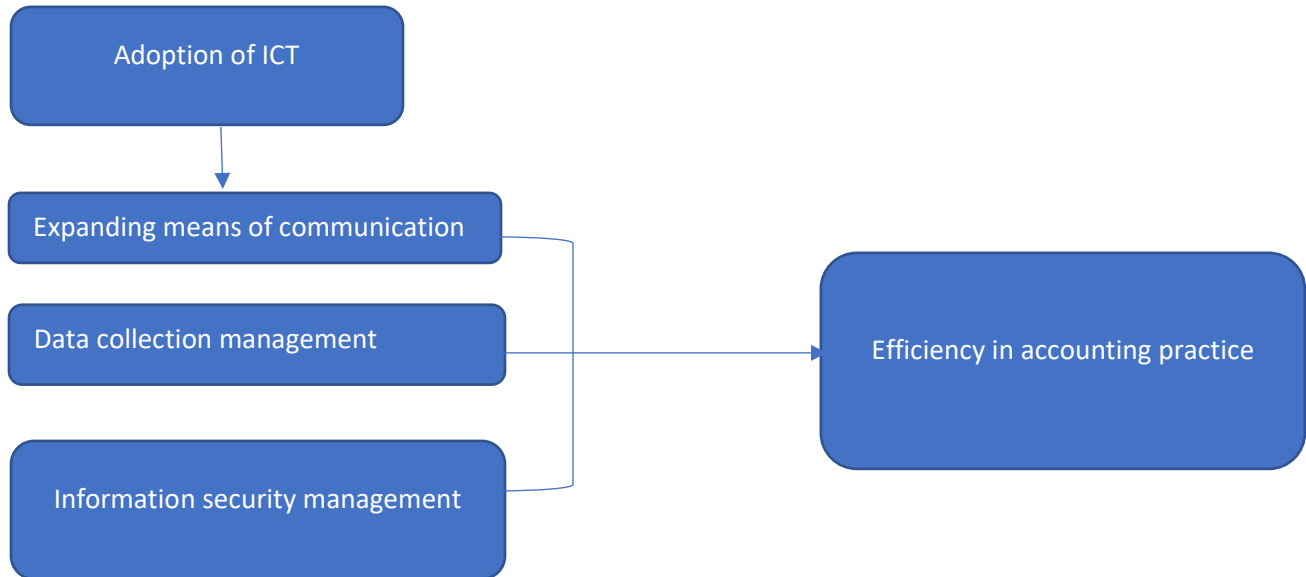 Adoption of ICT
Expanding means of communication
Data collection management
Efficiency in accounting practice
Information security management